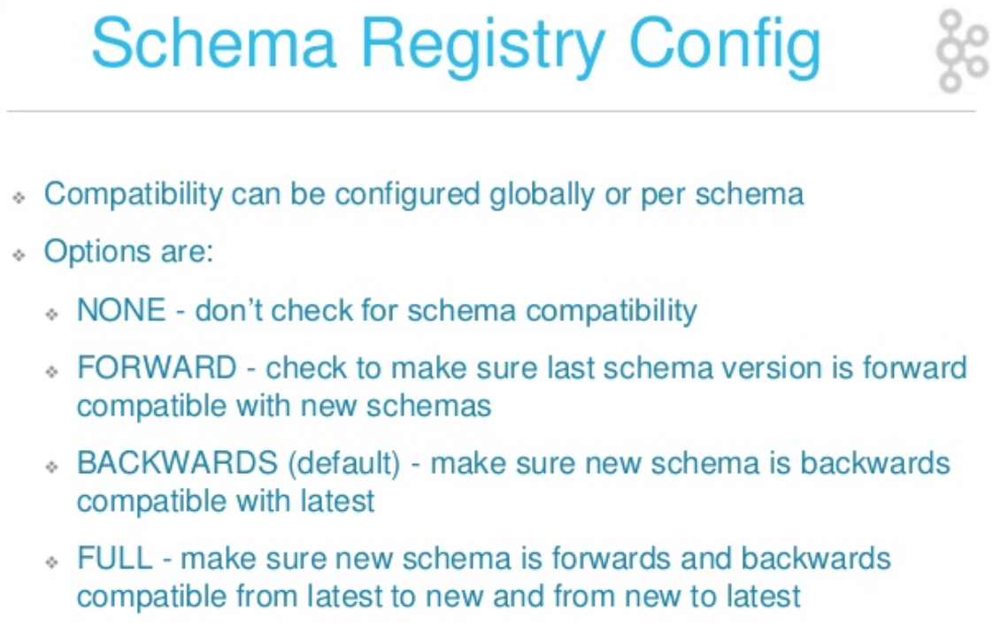 Schema Registry Config
Compatibility can be configured globally or per schema
Options are:
NONE - don't check for schema compatibility
FORWARD - check to make sure last schema version is forward
compatible with new schemas
BACKWARDS (default) - make sure new schema is backwards
compatible with latest
FULL - make sure new schema is forwards and backwards
compatible from latest to new and from new to latest